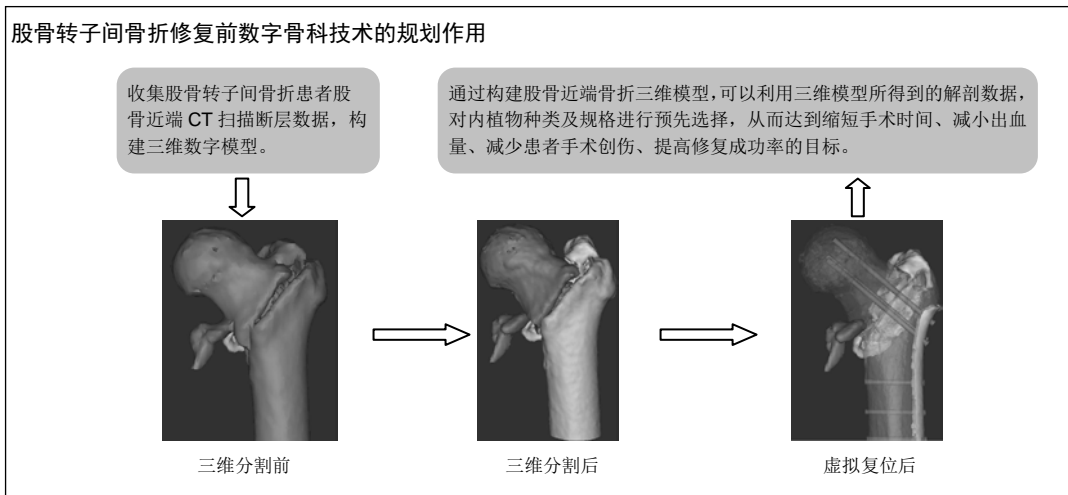 股骨转子间骨折修复前数字骨科技术的规划作用
收集股骨转子间骨折患者股
骨近端 CT 扫描断层数据，构
建三维数字模型。
通过构建股骨近端骨折三维模型，可以利用三维模型所得到的解剖数据，
对内植物种类及规格进行预先选择，从而达到缩短手术时间、减小出血
量、减少患者手术创伤、提高修复成功率的目标。
三维分割前
三维分割后
虚拟复位后